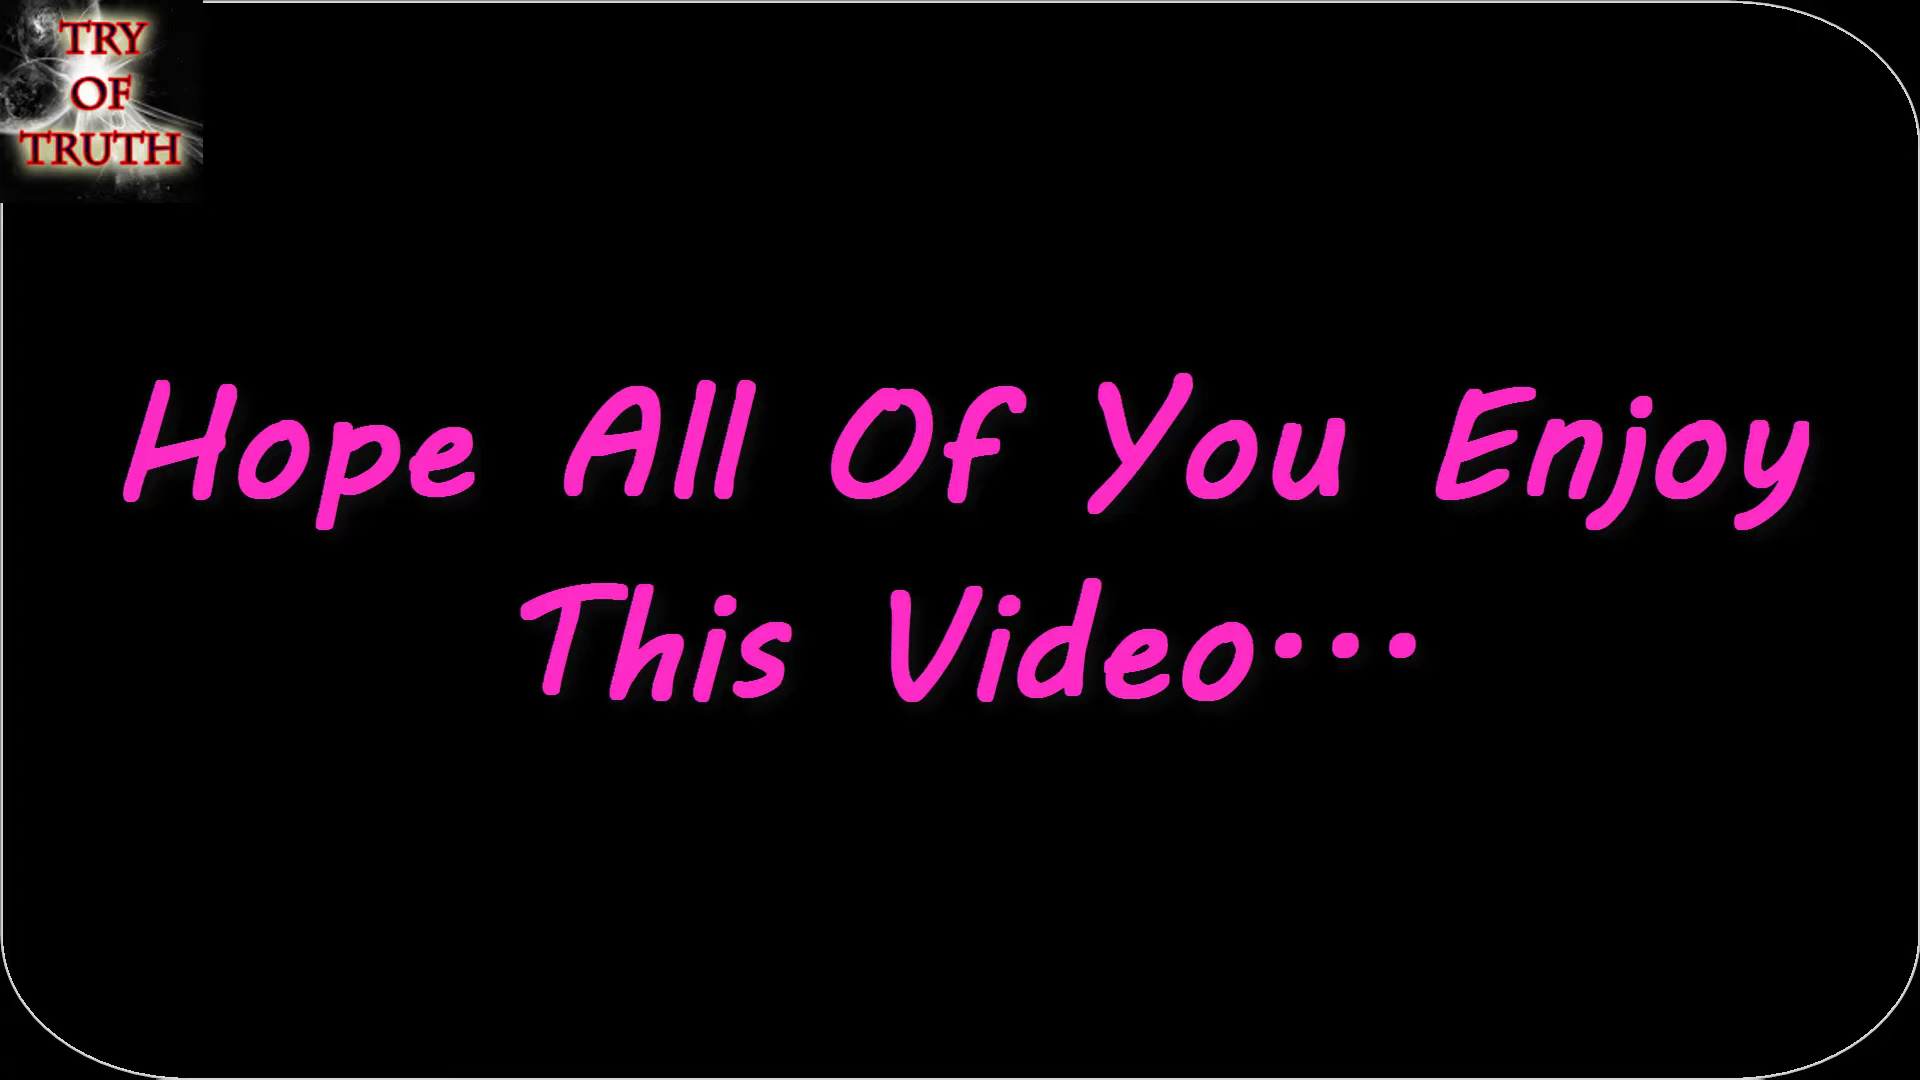 TRY
OF
TRUTH
Hope All Of You Enjoy
This Video...